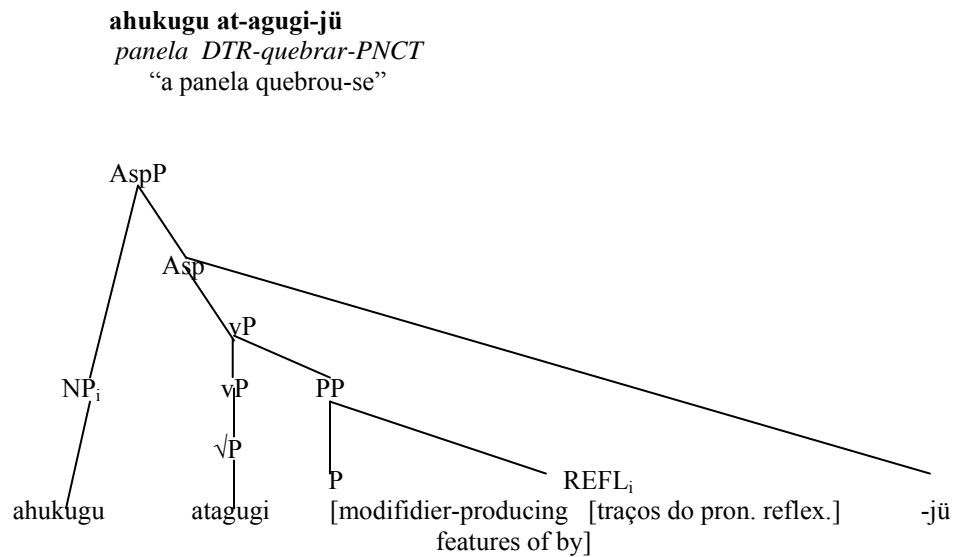 ahukugu at-agugi-jü
panela DTR-quebrar-PNCT
“a panela quebrou-se”
AspP
Asp
vP
NPi vP PP
√P
P REFLi
ahukugu atagugi [modifidier-producing [traços do pron. reflex.] -jü
features of by]